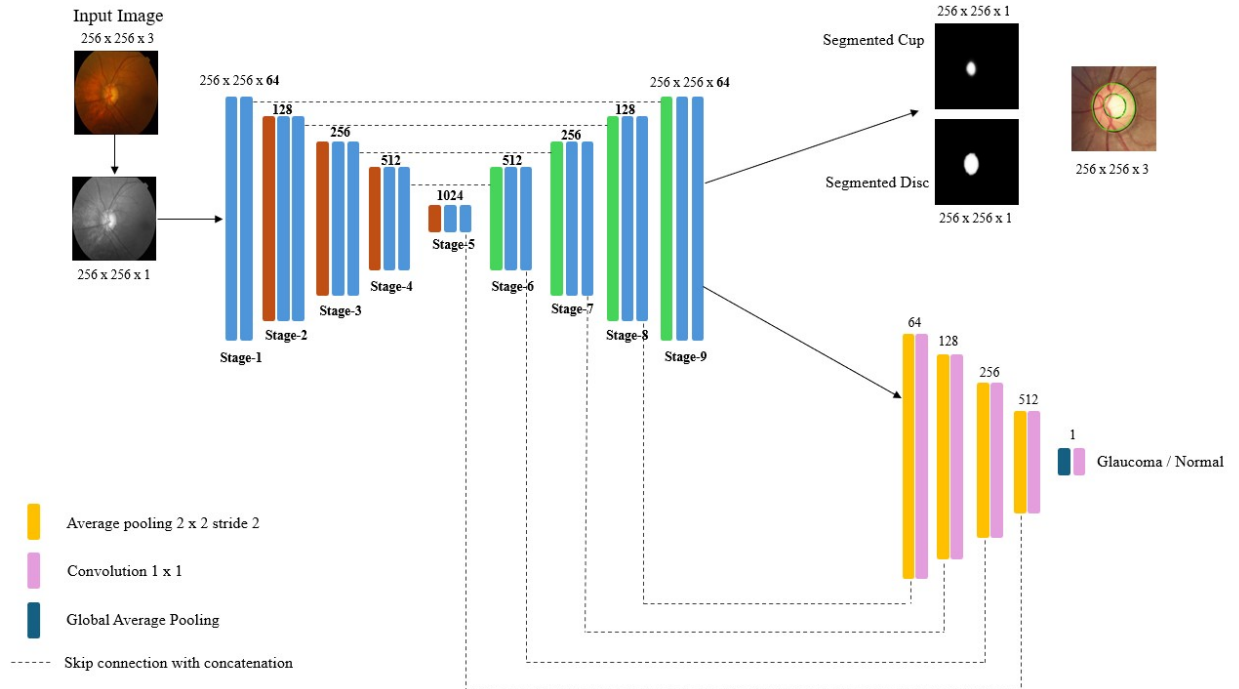 Input Image
256 x 256 x 3
256 x 256 x 1
256 x 256 x 64
128
256
512
1024
512
256
128
256 x 256 x 64
Stage-1
Stage-2
Stage-3
Stage-4
Stage-5
Stage-6
Stage-7
Stage-8
Stage-9
256 x 256 x 1
Segmented Cup
Segmented Disc
256 x 256 x 1
256 x 256 x 3
64
128
256
512
1
Glaucoma / Normal
Average pooling 2 x 2 stride 2
Convolution 1 x 1
Global Average Pooling
Skip connection with concatenation